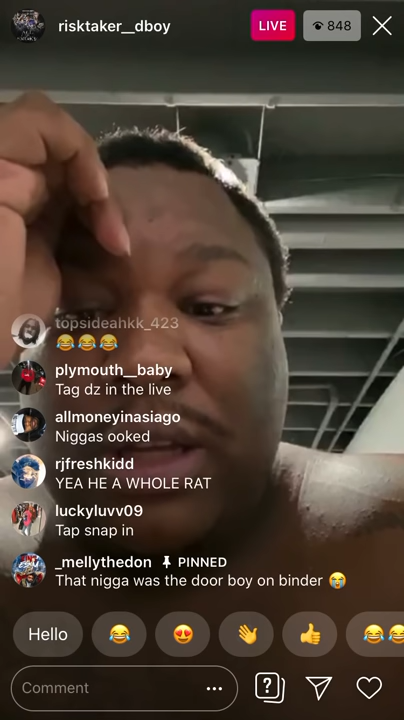 risktaker__dboy
LIVE
848
topsideahkk_423
😂😂😂
plymouth__baby
Tag dz in the live
allmoneyinasiago
Niggas ooked
rjfreshkidd
YEA HE A WHOLE RAT
luckyluvv09
Tap snap in
_mellythedon PINNED
That nigga was the door boy on binder 😭
Hello
Comment